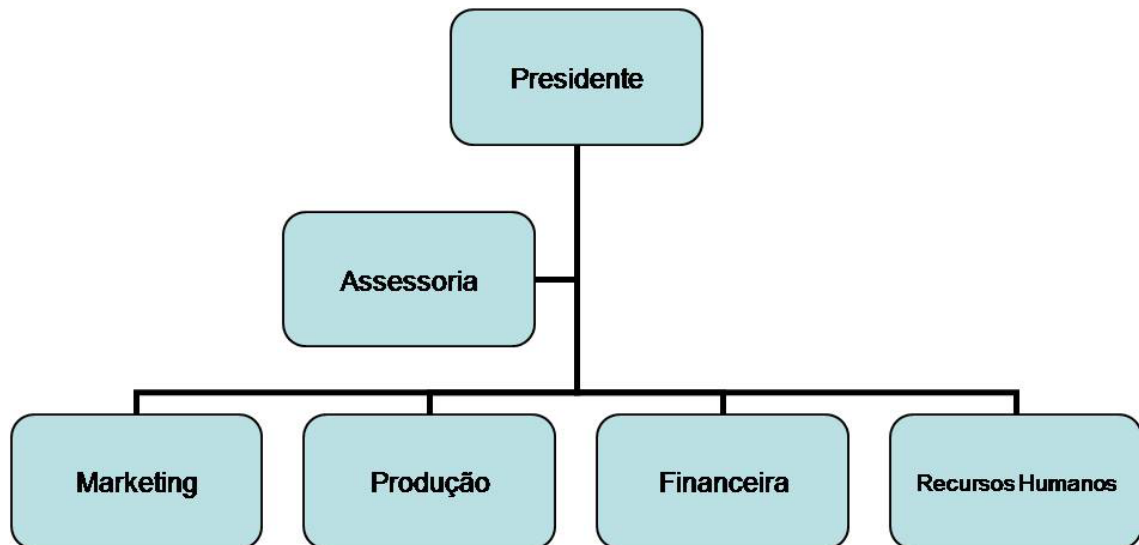 Presidente
Assessoria
Marketing
Produção
Financeira
Recursos Humanos